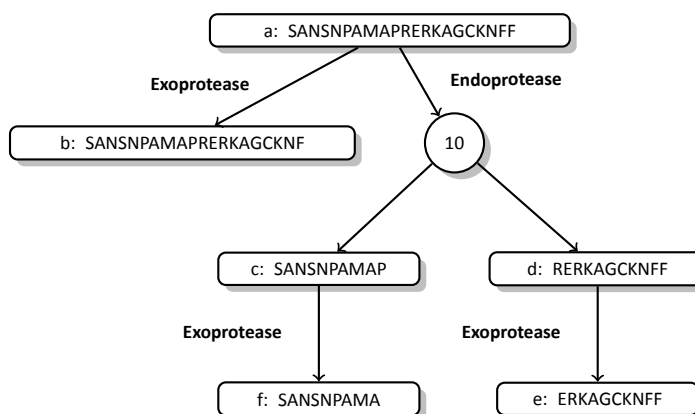 a: SANSNPAMAPRERKAGCKNFF
Exoprotease
Endoprotease
b: SANSNPAMAPRERKAGCKNF
10
c: SANSNPAMAP
d: RERKAGCKNFF
Exoprotease
Exoprotease
f: SANSNPAMA
e: ERKAGCKNFF